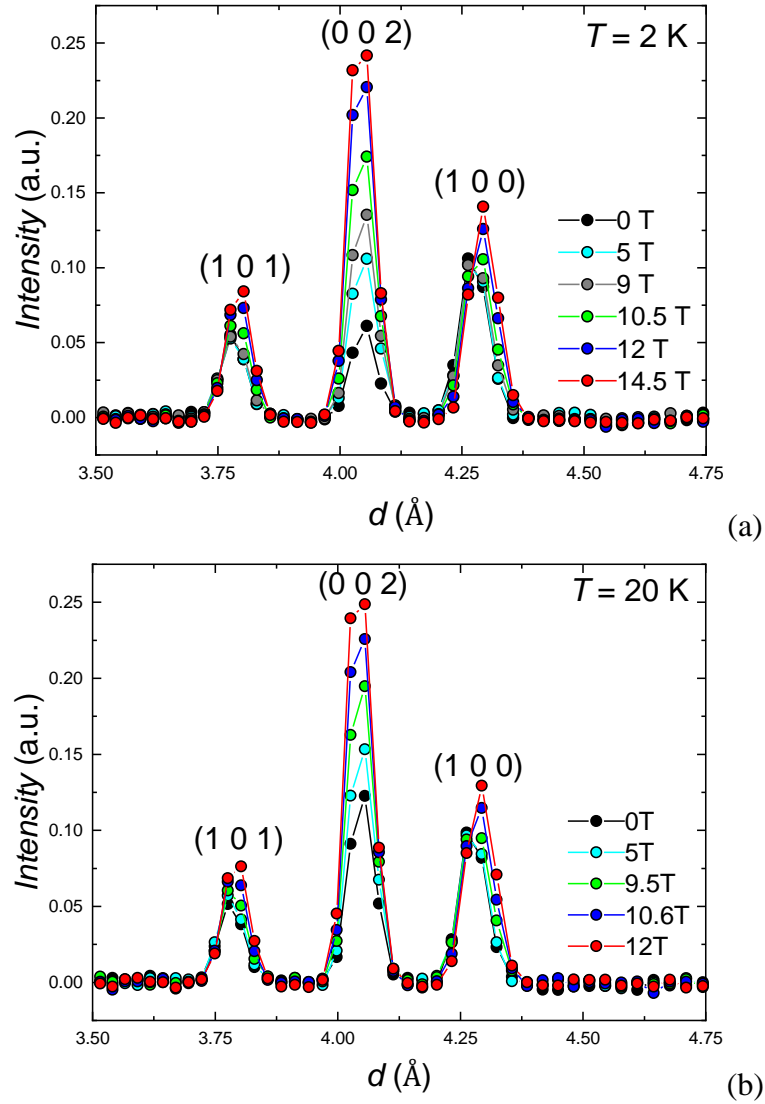 (0 0 2)
T = 2 K
0.25
0.20
(1 0 0)
0.15
(1 0 1)
0 T
5 T
0.10
9 T
10.5 T
0.05
12 T
14.5 T
0.00
Intensity (a.u.)
3.50 3.75 4.00 4.25 4.50 4.75
d (Å)
(a)
(0 0 2)
T = 20 K
0.25
0.20
(1 0 0)
0.15
(1 0 1)
0T
0.10
5T
9.5T
0.05
10.6T
12T
0.00
Intensity (a.u.)
3.50 3.75 4.00 4.25 4.50 4.75
d (Å)
(b)